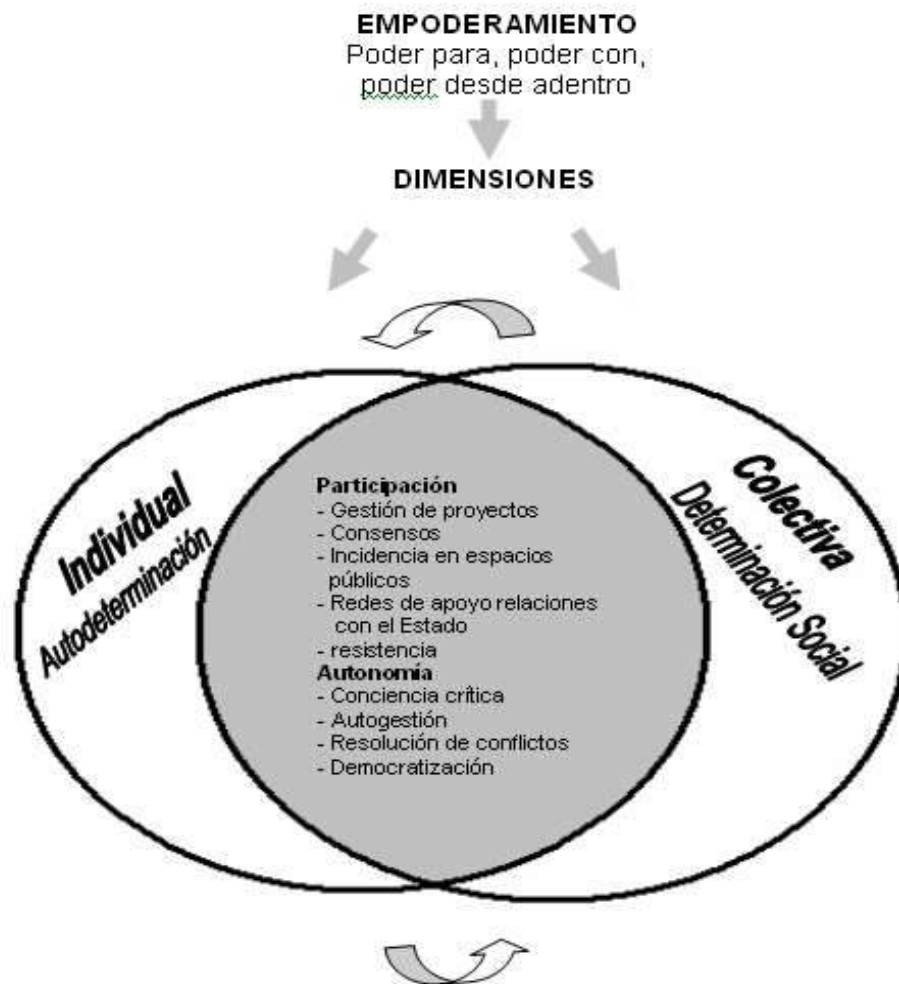 EMPODERAMIENTO
Poder para, poder con,
poder desde adentro
DIMENSIONES
Individual
Autodeterminación
Participación
- Gestión de proyectos
- Consensos
- Incidencia en espacios
públicos
- Redes de apoyo relaciones
con el Estado
- resistencia
Autonomía
- Conciencia crítica
- Autogestión
- Resolución de conflictos
- Democratización
Colectiva
Determinación Social